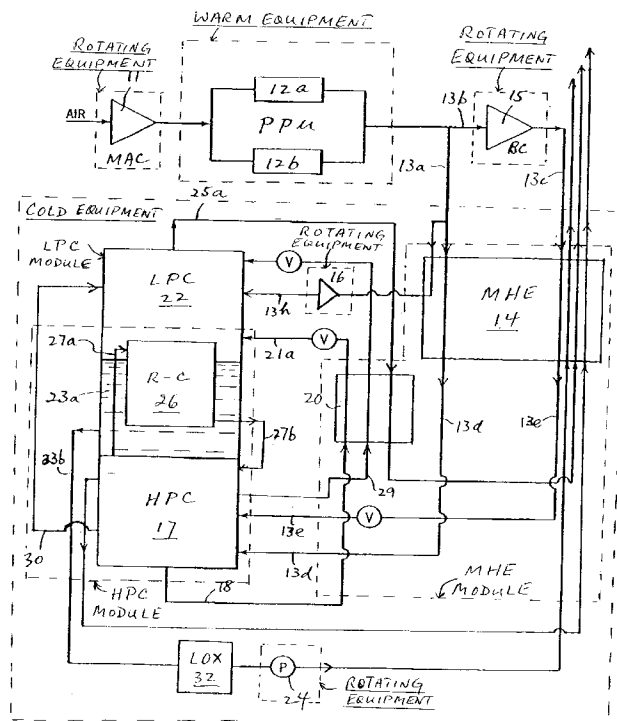 WARM EQUIPMENT
ROTATING
EQUIPMENT
11
ROTATING
EQUIPMENT
12a
15
13b
AIR
PPM
MAC
12b
BC
13a
13c
25a
COLD EQUIPMENT
ROTATING
EQUIPMENT
LPC
MODULE
LPC
22
V
16
MHE
14
13h
27a
21a
V
R-C
26
20
23a
13d
27b
13e
33b
29
HPC
17
13e
V
30
13d
HPC
MODULE
18
MHE
MODULE
LOX
32
P
24
ROTATING
EQUIPMENT